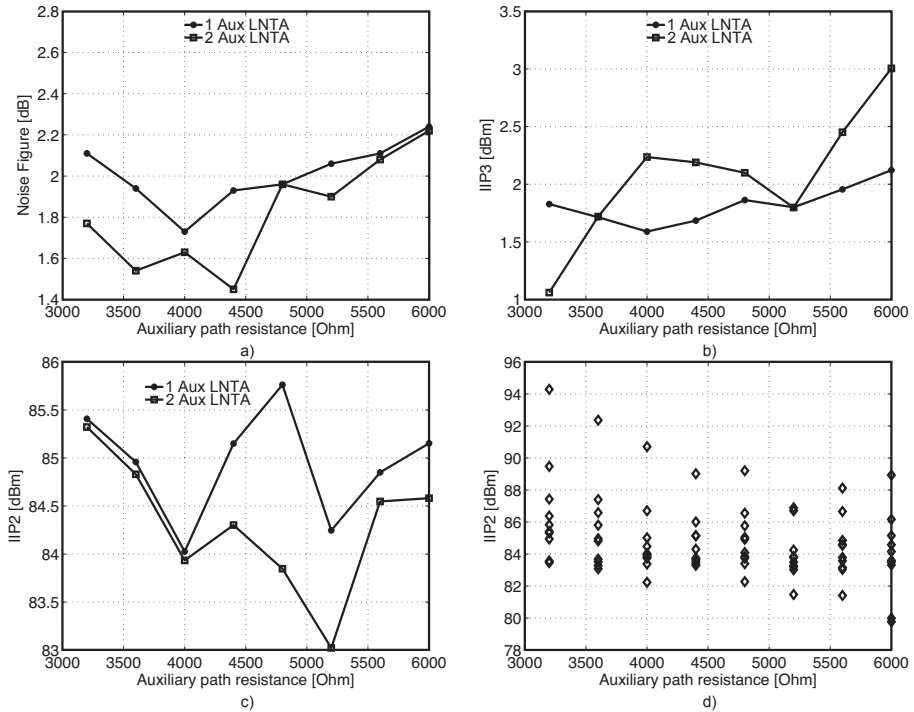 1 Aux LNTA
2 Aux LNTA
Noise Figure [dB]
2.8
2.6
2.4
2.2
2
1.8
1.6
1.4
3000 3500 4000 4500 5000 5500 6000
Auxiliary path resistance [Ohm]
a)
1 Aux LNTA
2 Aux LNTA
IIP3 [dBm]
3.5
3
2.5
2
1.5
1
3000 3500 4000 4500 5000 5500 6000
Auxiliary path resistance [Ohm]
b)
1 Aux LNTA
2 Aux LNTA
IIP2 [dBm]
86
85.5
85
84.5
84
83.5
83
3000 3500 4000 4500 5000 5500 6000
Auxiliary path resistance [Ohm]
c)
IIP2 [dBm]
96
94
92
90
88
86
84
82
80
78
3000 3500 4000 4500 5000 5500 6000
Auxiliary path resistance [Ohm]
d)